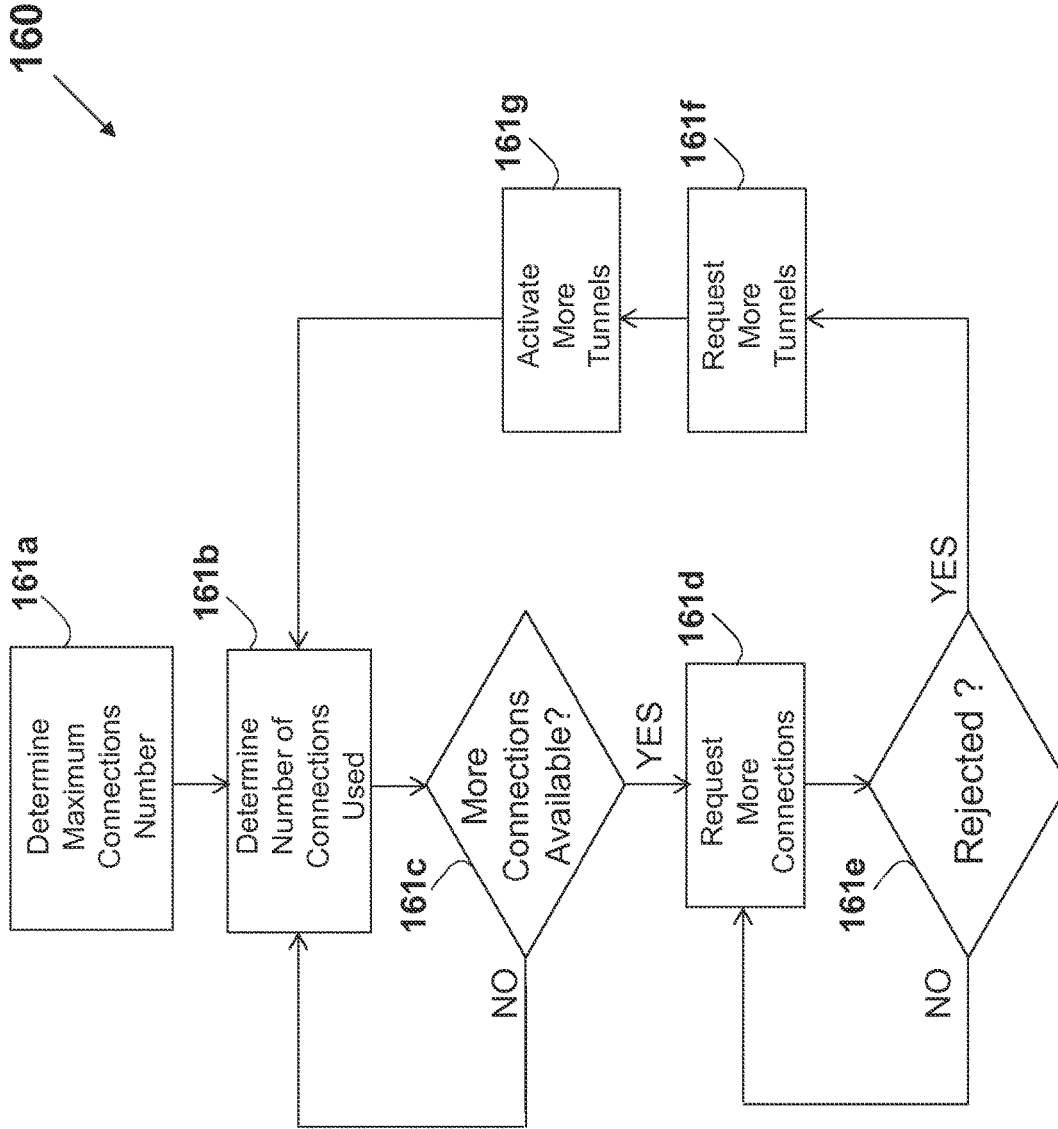 160
161a
Determine
Maximum
Connections
Number
161b
Determine
Number of
Connections
Used
161c
More
Connections
Available?
NO
YES
161d
Request
More
Connections
161e
Rejected ?
NO
YES
161f
Request
More
Tunnels
161g
Activate
More
Tunnels